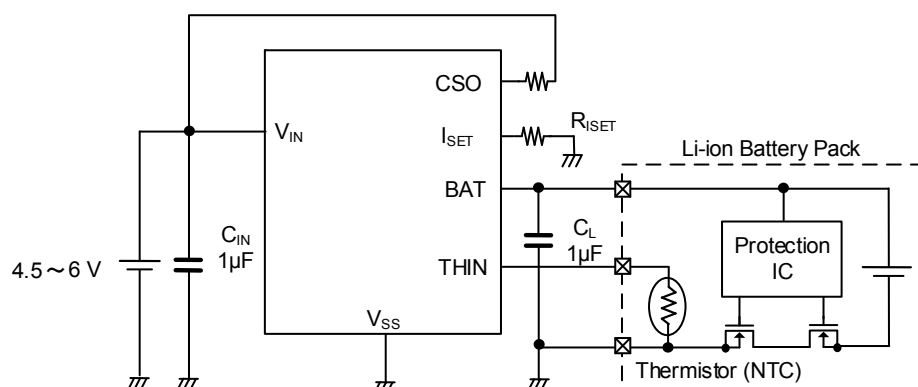 CSO
V_IN
I_SET
R_ISET
Li-ion Battery Pack
BAT
C_IN
1μF
C_L
1μF
Protection
IC
4.5～6 V
THIN
V_SS
Thermistor (NTC)